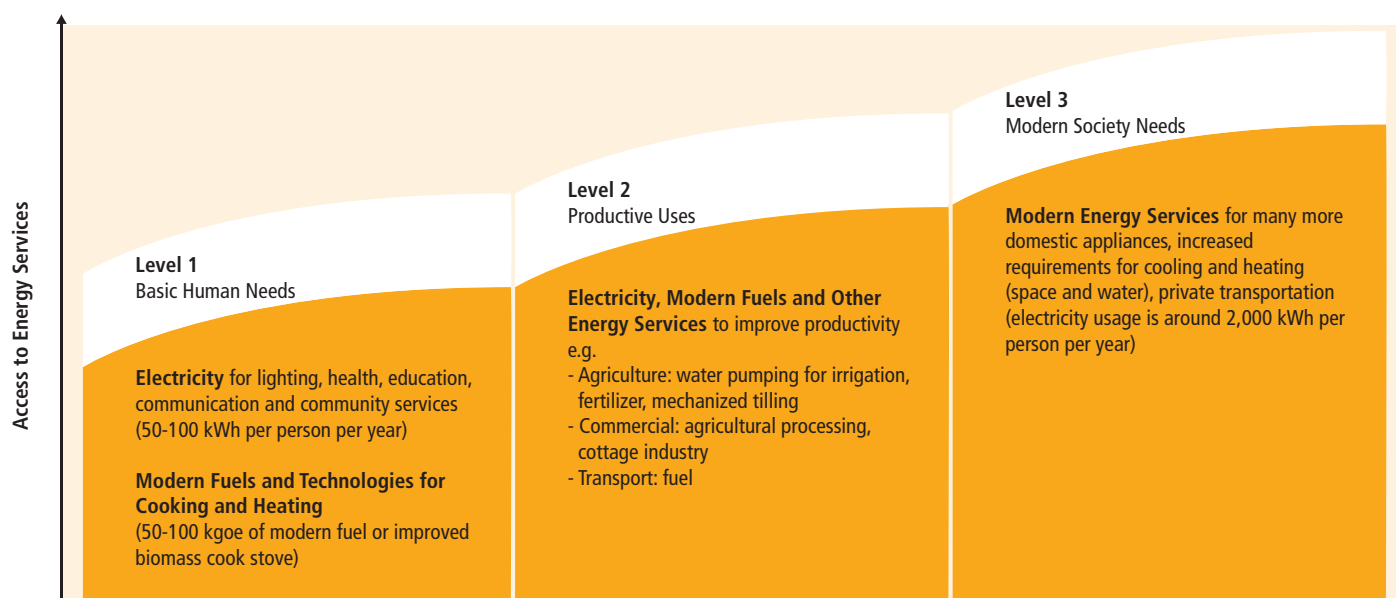 Access to Energy Services
Level 1
Basic Human Needs
Electricity for lighting, health, education,
communication and community services
(50-100 kWh per person per year)
Modern Fuels and Technologies for
Cooking and Heating
(50-100 kgoe of modern fuel or improved
biomass cook stove)
Level 2
Productive Uses
Electricity, Modern Fuels and Other
Energy Services to improve productivity
e.g.
- Agriculture: water pumping for irrigation,
fertilizer, mechanized tilling
- Commercial: agricultural processing,
cottage industry
- Transport: fuel
Level 3
Modern Society Needs
Modern Energy Services for many more
domestic appliances, increased
requirements for cooling and heating
(space and water), private transportation
(electricity usage is around 2,000 kWh per
person per year)